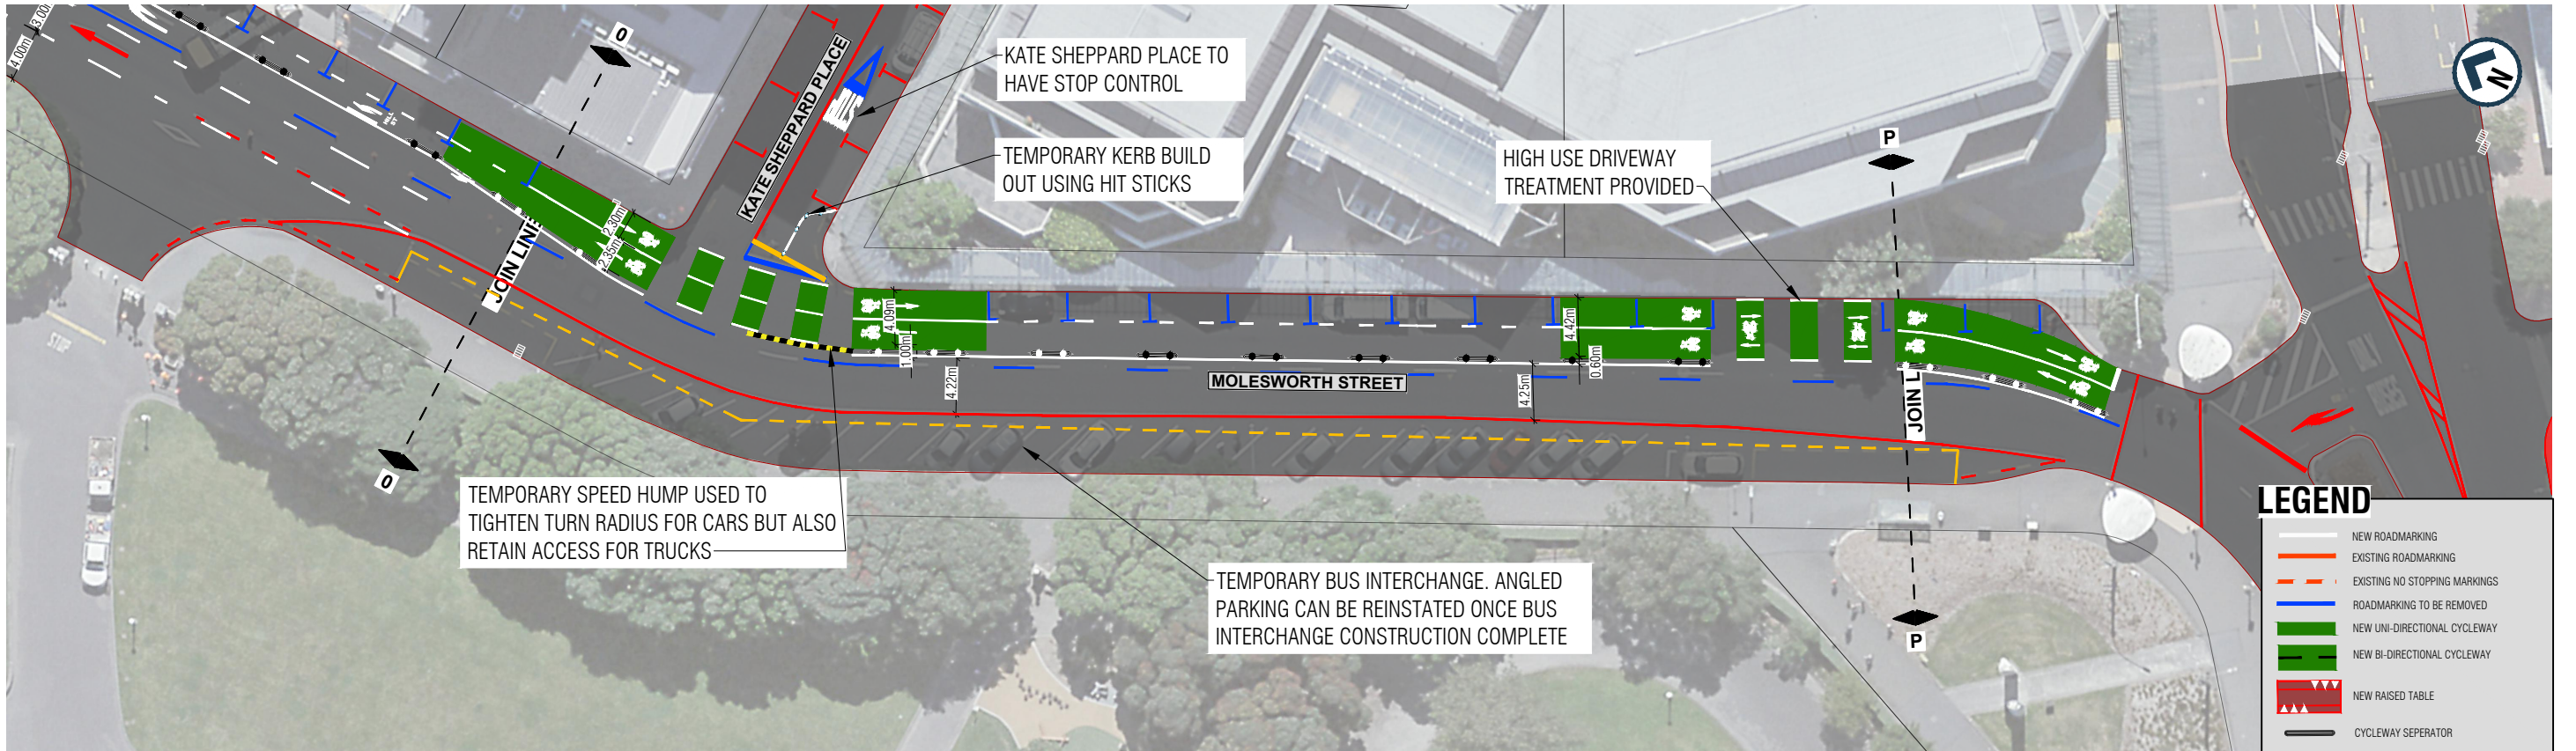 3.00m
4.00m
O
KATE SHEPPARD PLACE
KATE SHEPPARD PLACE TO
HAVE STOP CONTROL
TEMPORARY KERB BUILD
OUT USING HIT STICKS
HIGH USE DRIVEWAY
TREATMENT PROVIDED
P
N
HILL
ST
STOP
2.30m
2.35m
JOIN LINE
4.09m
1.00m
4.22m
4.42m
0.60m
4.25m
MOLESWORTH STREET
JOIN L
O
TEMPORARY SPEED HUMP USED TO
TIGHTEN TURN RADIUS FOR CARS BUT ALSO
RETAIN ACCESS FOR TRUCKS
TEMPORARY BUS INTERCHANGE. ANGLED
PARKING CAN BE REINSTATED ONCE BUS
INTERCHANGE CONSTRUCTION COMPLETE
P
LEGEND
NEW ROADMARKING
EXISTING ROADMARKING
EXISTING NO STOPPING MARKINGS
ROADMARKING TO BE REMOVED
NEW UNI-DIRECTIONAL CYCLEWAY
NEW BI-DIRECTIONAL CYCLEWAY
NEW RAISED TABLE
CYCLEWAY SEPERATOR